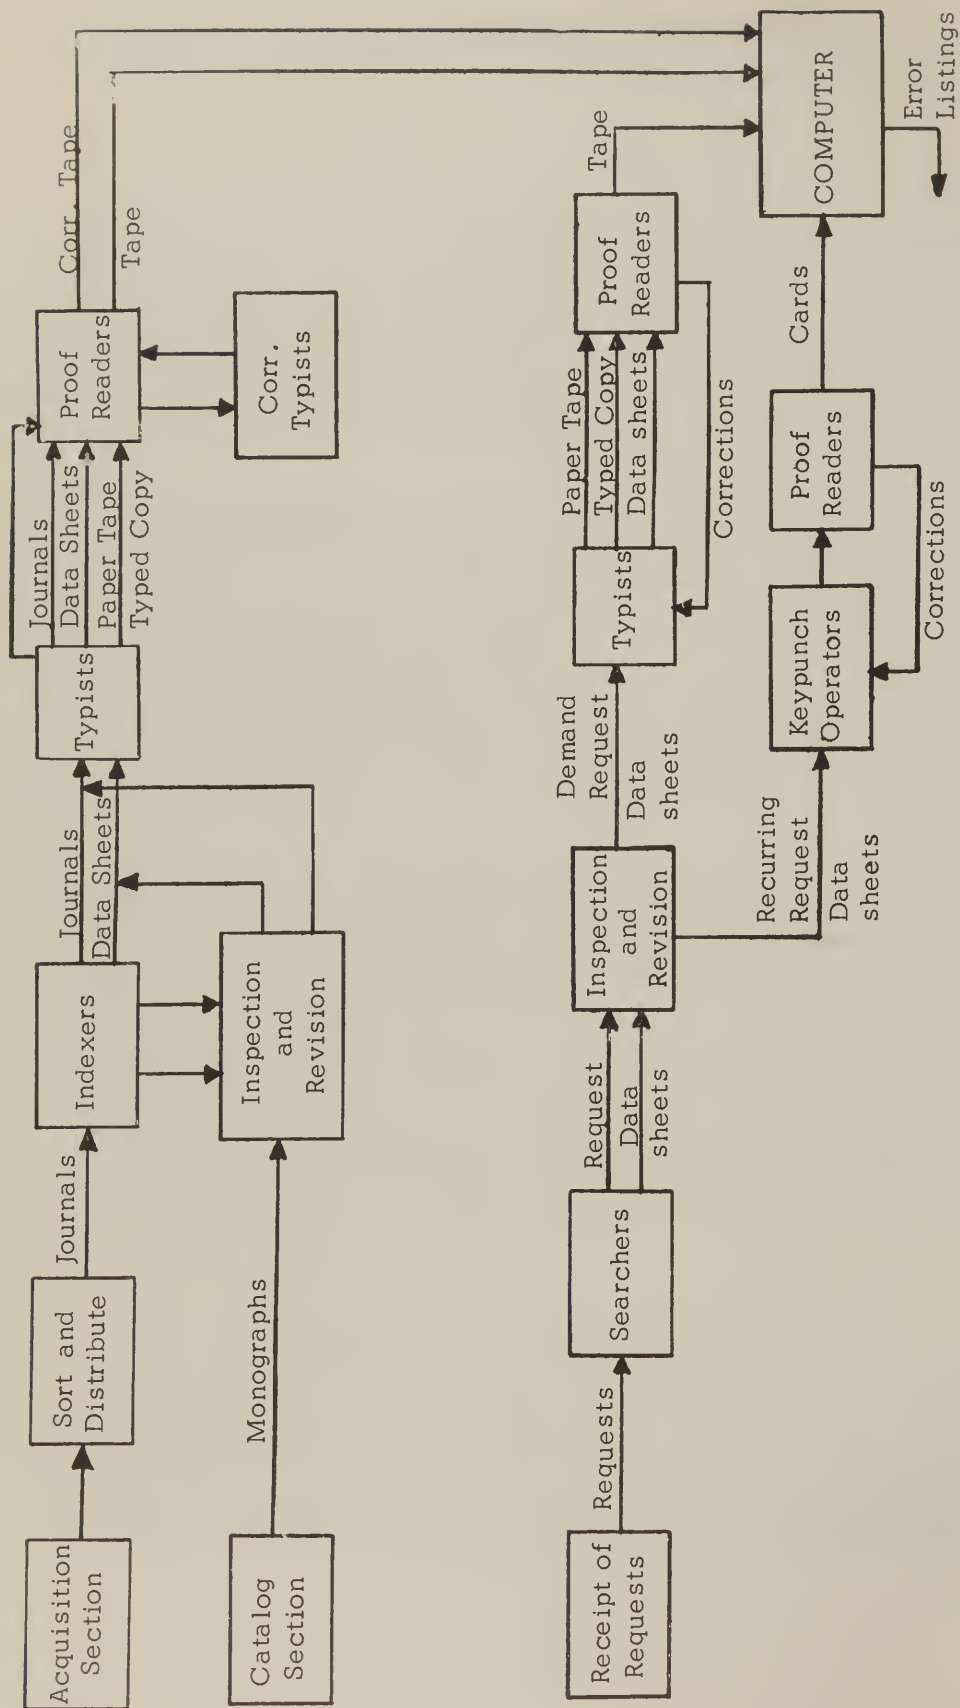 Acquisition
Section
Sort and
Distribute
Journals
Indexers
Journals
Data Sheets
Typists
Journals
Data Sheets
Paper Tape
Typed Copy
Proof
Readers
Corr. Tape
Tape
Corr.
Typists
Catalog
Section
Monographs
Inspection
and
Revision
Receipt of
Requests
Requests
Searchers
Request
Data
sheets
Inspection
and
Revision
Demand
Request
Data
sheets
Typists
Paper Tape
Typed Copy
Data sheets
Corrections
Proof
Readers
Tape
Recurring
Request
Data
sheets
Keypunch
Operators
Proof
Readers
Corrections
Cards
COMPUTER
Error
Listings